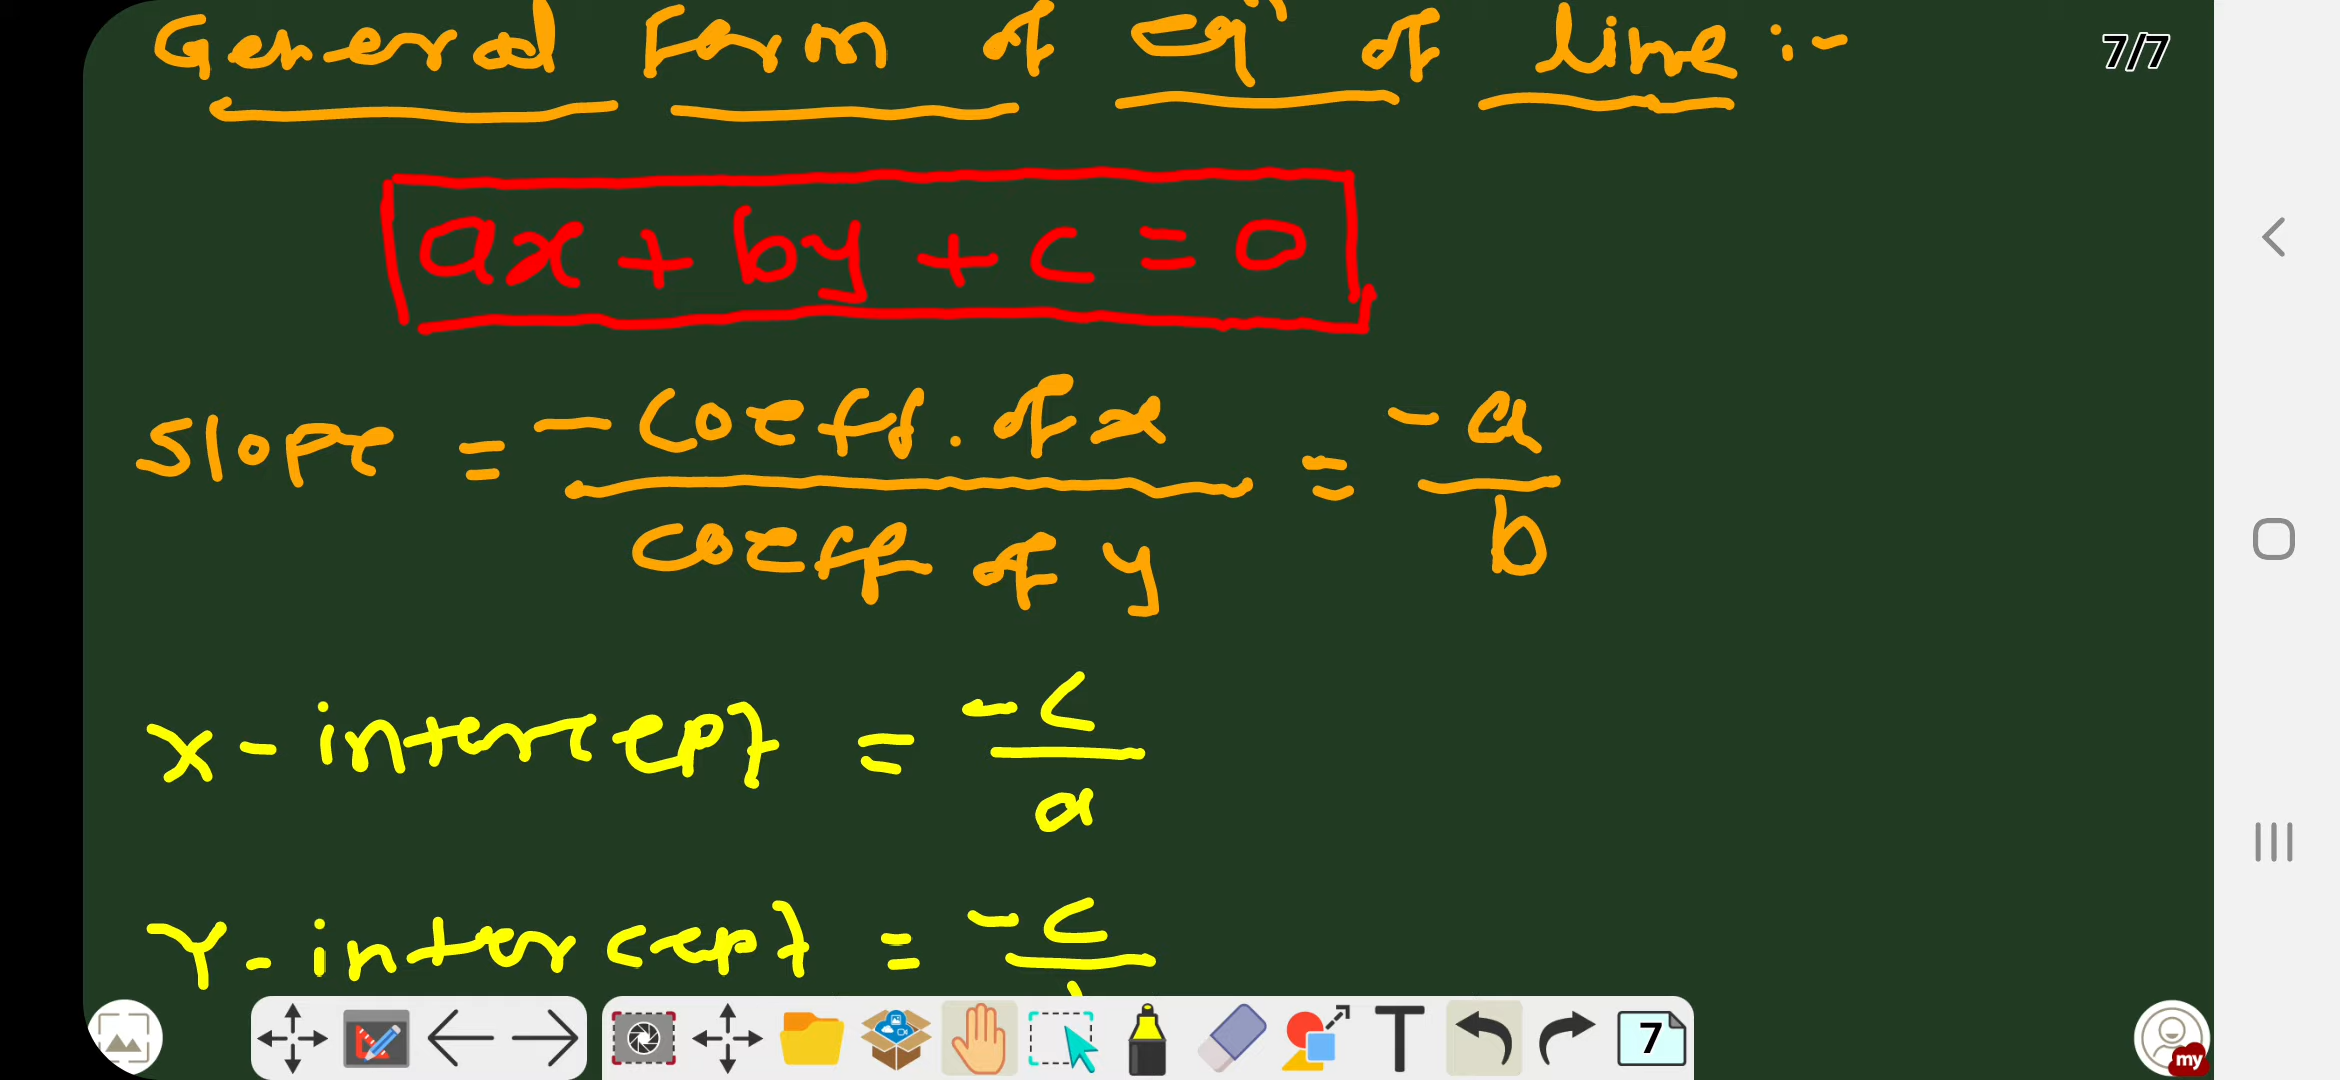 General Form of eqⁿ of line :-
7/7
ax + by + c = 0
Slope = - coeff. of x / coeff of y = -a / b
X - intercept = -c / a
Y - intercept = -c
T
7
my